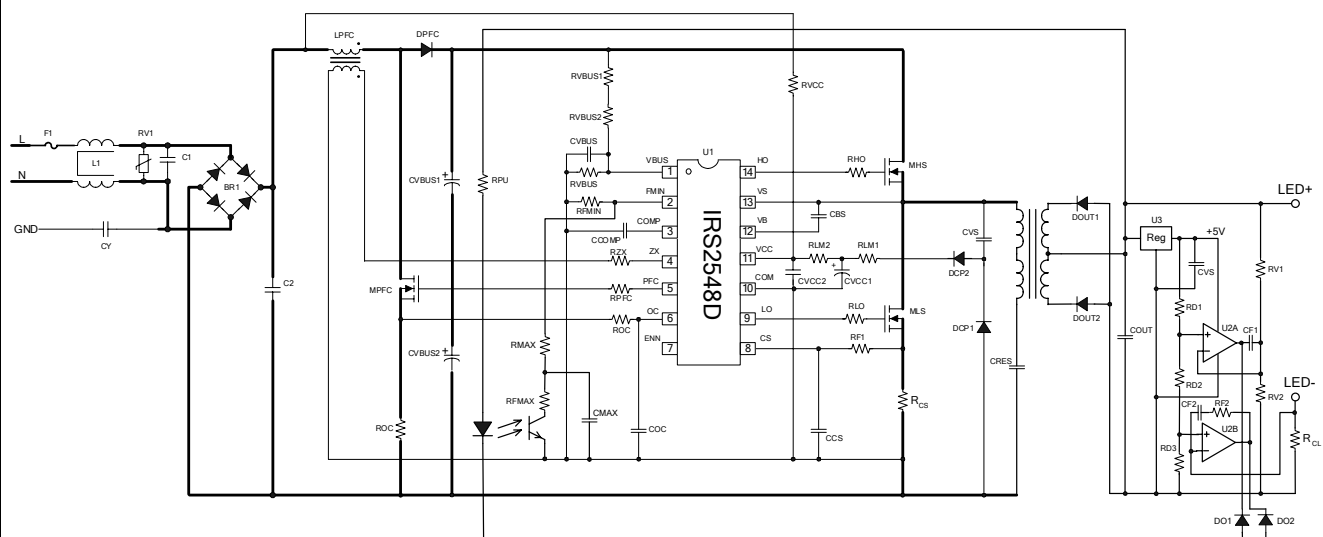 LPFC
DPFC
RVBUS1
RVCC
RVBUS2
F1
RV1
CVBUS
U1
L
C1
VBUS
1
14
HO
RHO
MHS
L1
N
BR1
CVBUS1
RPU
RVBUS
FMIN
2
13
VS
LED+
RFMIN
CBS
DOUT1
U3
GND
CY
COMP
3
12
VB
CVS
Reg
+5V
CCOMP
RZX
ZX
4
11
VCC
RLM2
RLM1
DCP2
CVS
RV1
IRS2548D
C2
MPFC
PFC
5
10
COM
CVCC2
CVCC1
RPFC
DOUT2
RD1
OC
6
9
LO
RLO
MLS
ROC
DCP1
COUT
U2A
CF1
RMAX
ENN
7
8
CS
RF1
CVBUS2
CRES
RD2
LED-
RFMAX
RCS
CF2
RF2
RV2
CMAX
ROC
COC
CCS
U2B
RCL
RD3
DO1
DO2
+
+
+
+
+